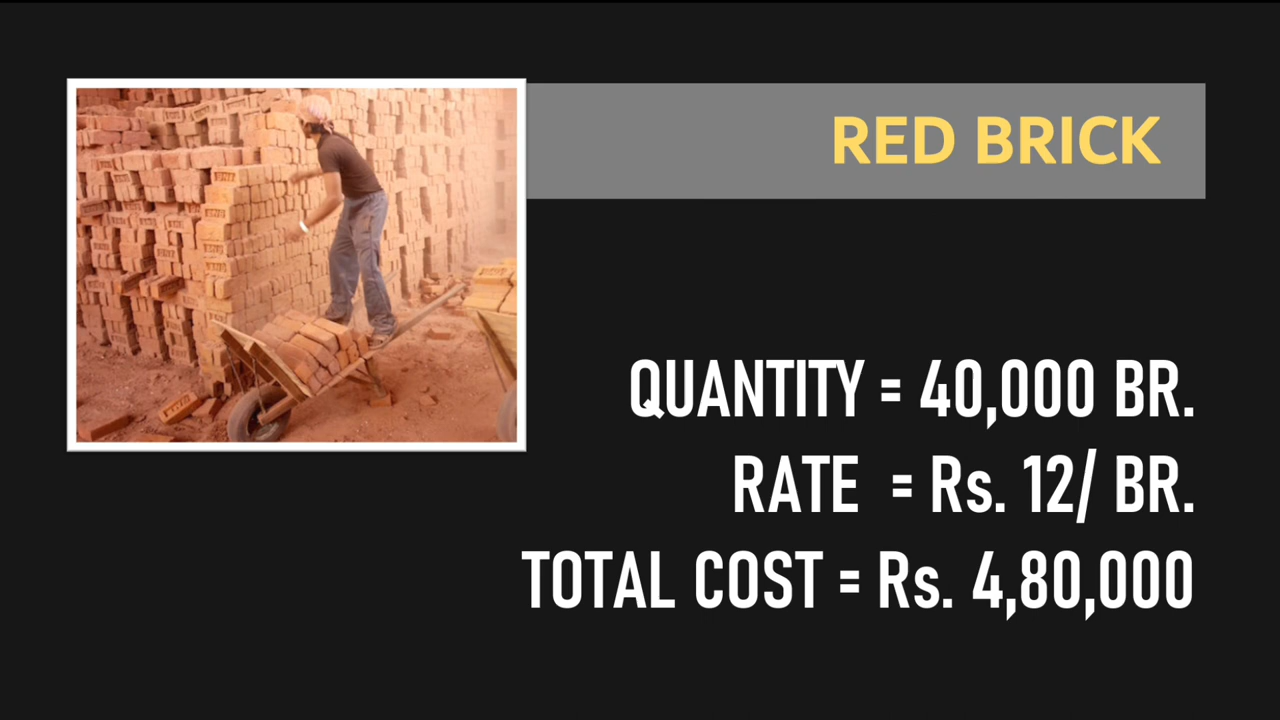 RED BRICK
QUANTITY = 40,000 BR.
RATE = Rs. 12/ BR.
TOTAL COST = Rs. 4,80,000